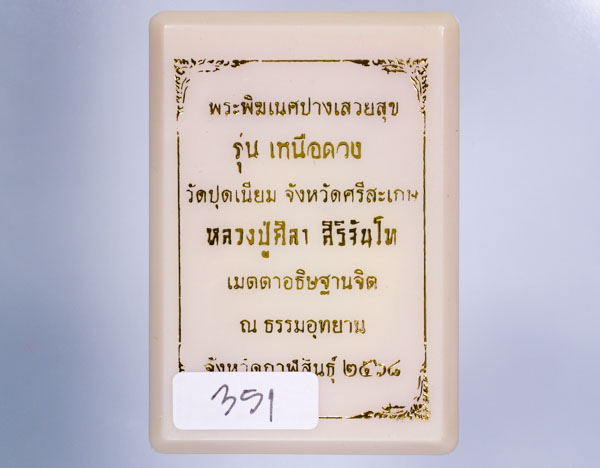 พระพิฆเนศปางเสวยสุข
รุ่น เหนือดวง
วัดปุดเนียม จังหวัดศรีสะเกษ
หลวงปู่ศิลา สิริจันโท
เมตตาอธิษฐานจิต
ณ ธรรมอุทยาน
จังหวัดกาฬสินธุ์ ๒๕๖๘
351